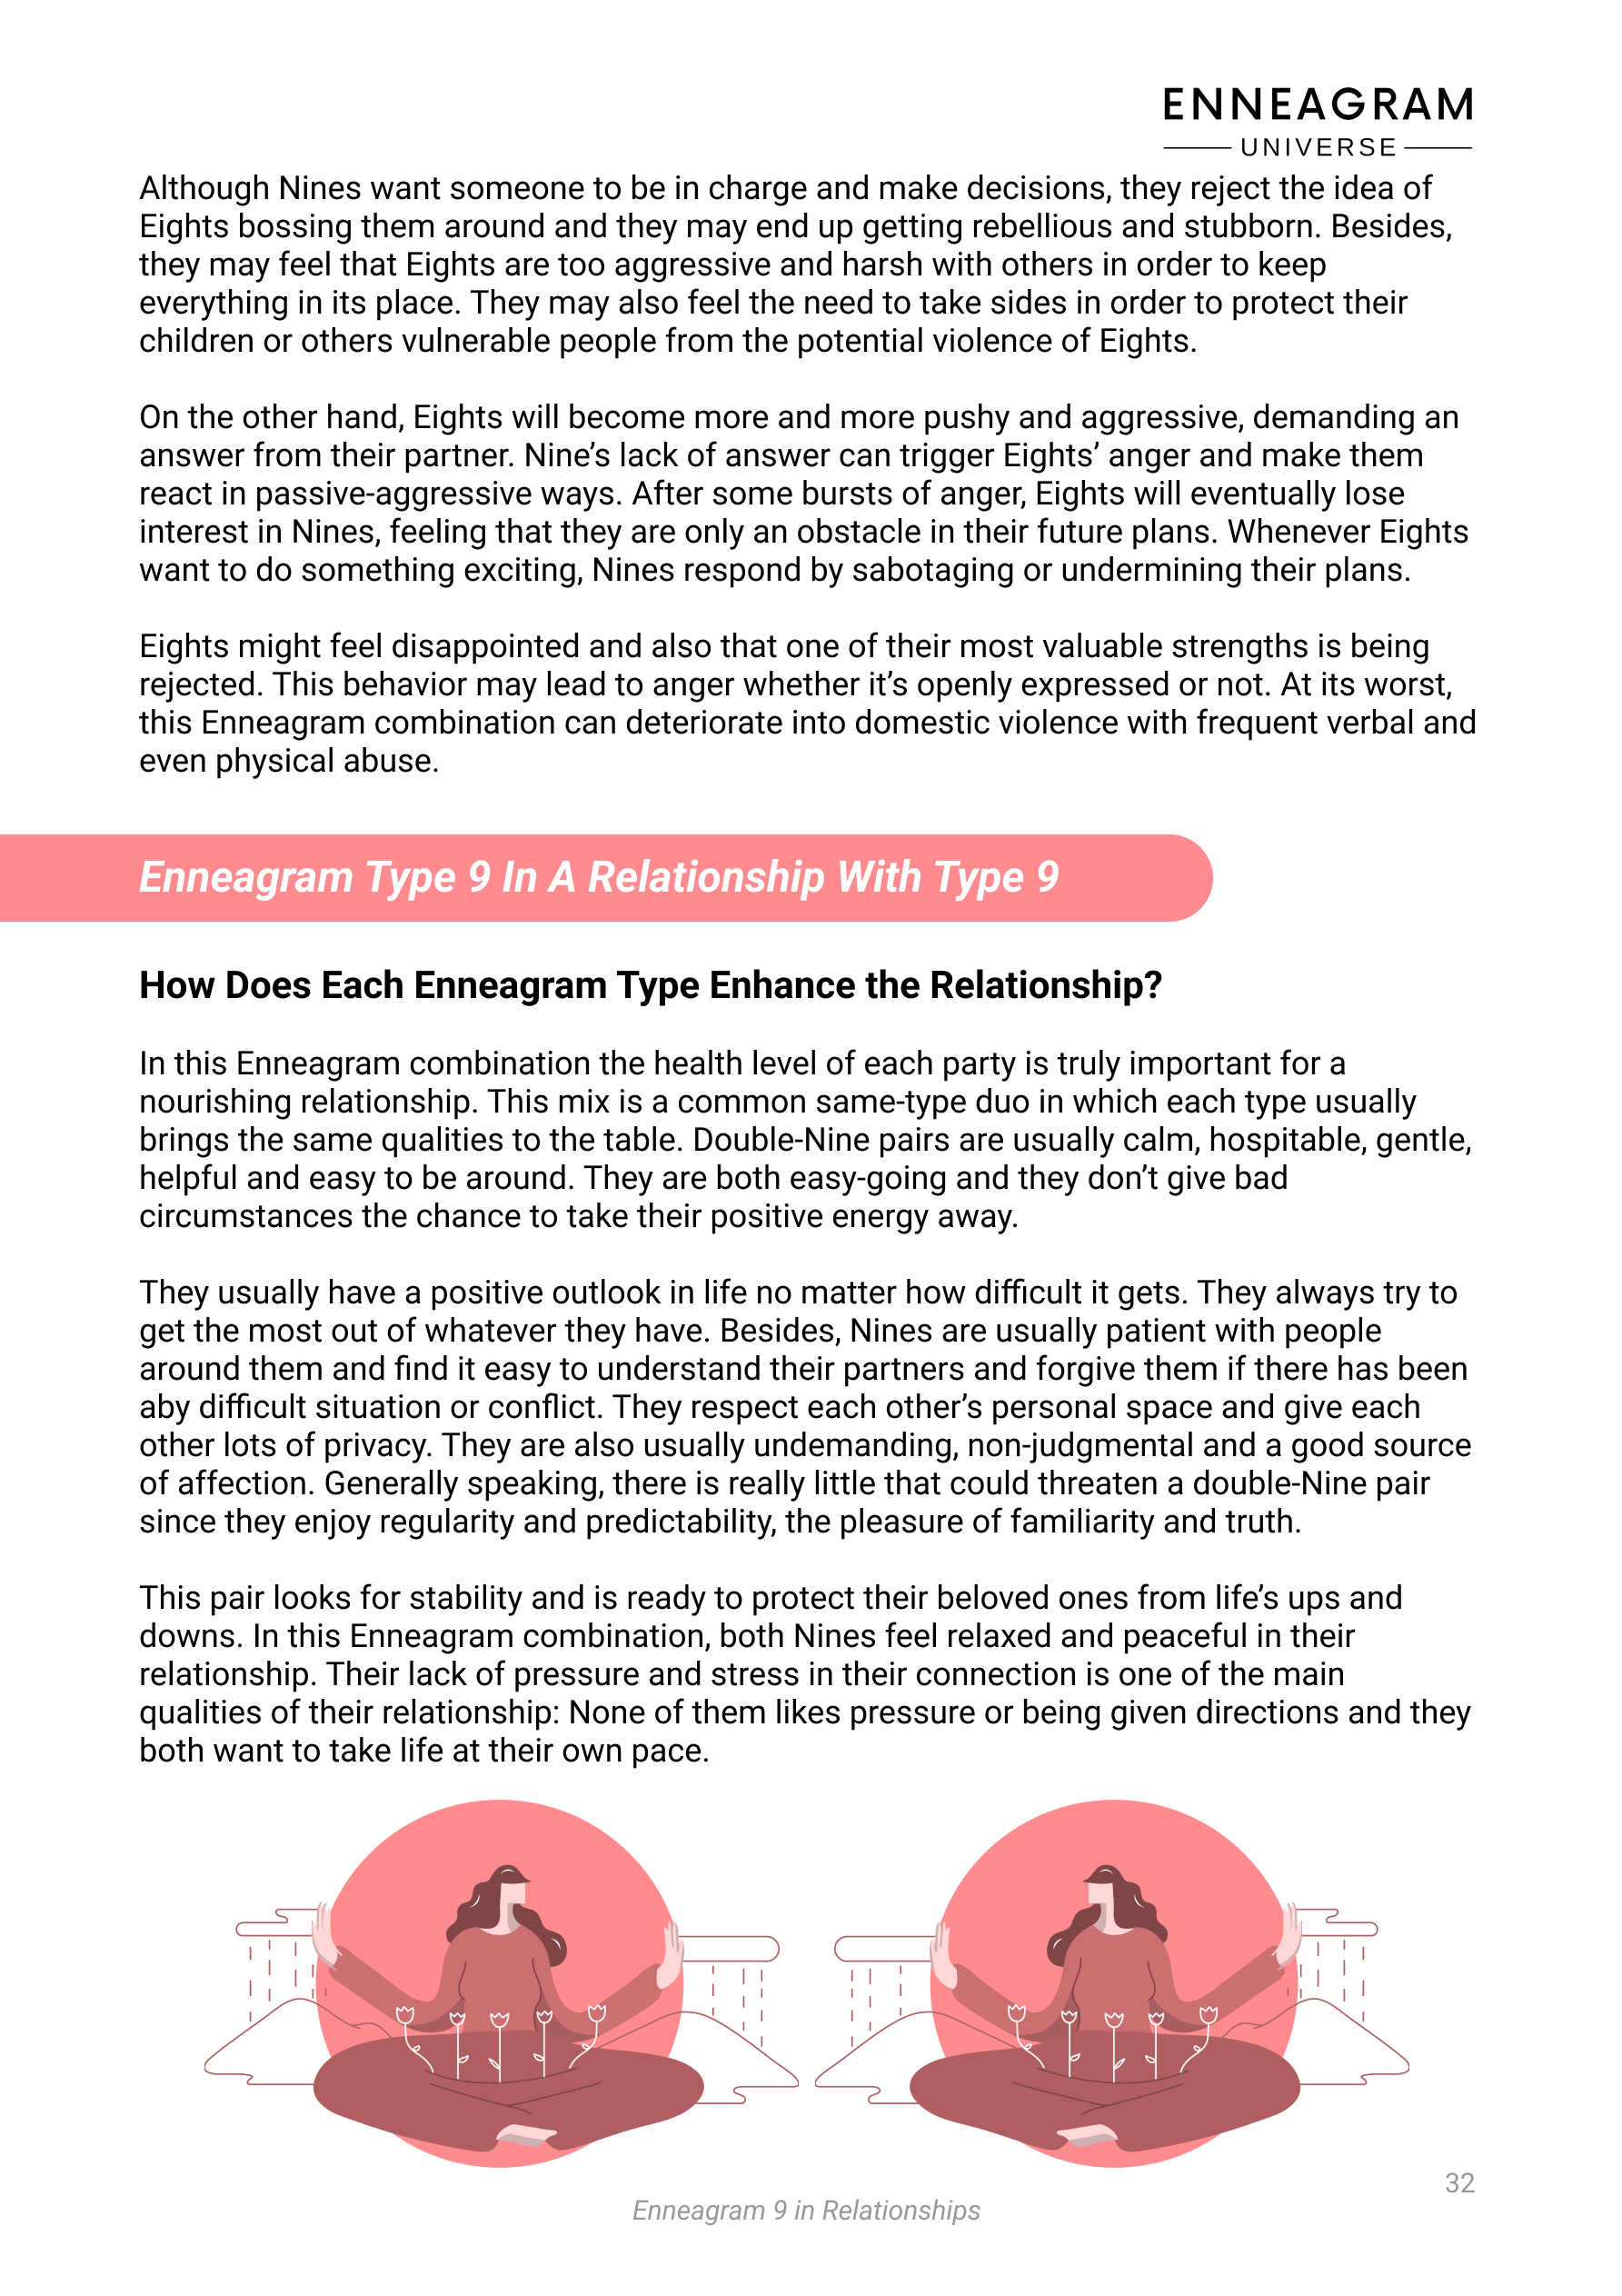 ENNEAGRAM
UNIVERSE
Although Nines want someone to be in charge and make decisions, they reject the idea of
Eights bossing them around and they may end up getting rebellious and stubborn. Besides,
they may feel that Eights are too aggressive and harsh with others in order to keep
everything in its place. They may also feel the need to take sides in order to protect their
children or others vulnerable people from the potential violence of Eights.
On the other hand, Eights will become more and more pushy and aggressive, demanding an
answer from their partner. Nine’s lack of answer can trigger Eights’ anger and make them
react in passive-aggressive ways. After some bursts of anger, Eights will eventually lose
interest in Nines, feeling that they are only an obstacle in their future plans. Whenever Eights
want to do something exciting, Nines respond by sabotaging or undermining their plans.
Eights might feel disappointed and also that one of their most valuable strengths is being
rejected. This behavior may lead to anger whether it’s openly expressed or not. At its worst,
this Enneagram combination can deteriorate into domestic violence with frequent verbal and
even physical abuse.
Enneagram Type 9 In A Relationship With Type 9
How Does Each Enneagram Type Enhance the Relationship?
In this Enneagram combination the health level of each party is truly important for a
nourishing relationship. This mix is a common same-type duo in which each type usually
brings the same qualities to the table. Double-Nine pairs are usually calm, hospitable, gentle,
helpful and easy to be around. They are both easy-going and they don’t give bad
circumstances the chance to take their positive energy away.
They usually have a positive outlook in life no matter how difficult it gets. They always try to
get the most out of whatever they have. Besides, Nines are usually patient with people
around them and find it easy to understand their partners and forgive them if there has been
aby difficult situation or conflict. They respect each other’s personal space and give each
other lots of privacy. They are also usually undemanding, non-judgmental and a good source
of affection. Generally speaking, there is really little that could threaten a double-Nine pair
since they enjoy regularity and predictability, the pleasure of familiarity and truth.
This pair looks for stability and is ready to protect their beloved ones from life’s ups and
downs. In this Enneagram combination, both Nines feel relaxed and peaceful in their
relationship. Their lack of pressure and stress in their connection is one of the main
qualities of their relationship: None of them likes pressure or being given directions and they
both want to take life at their own pace.
32
Enneagram 9 in Relationships